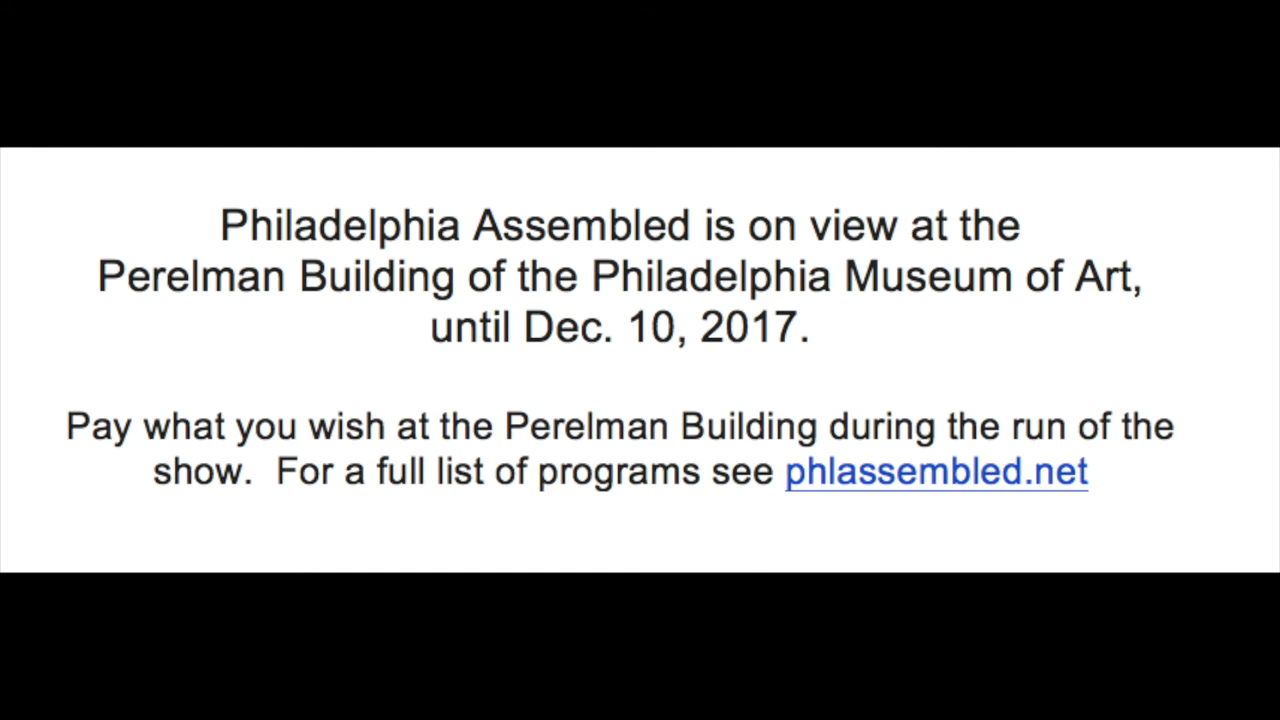 Philadelphia Assembled is on view at the
Perelman Building of the Philadelphia Museum of Art,
until Dec. 10, 2017.
Pay what you wish at the Perelman Building during the run of the
show.  For a full list of programs see phlassembled.net